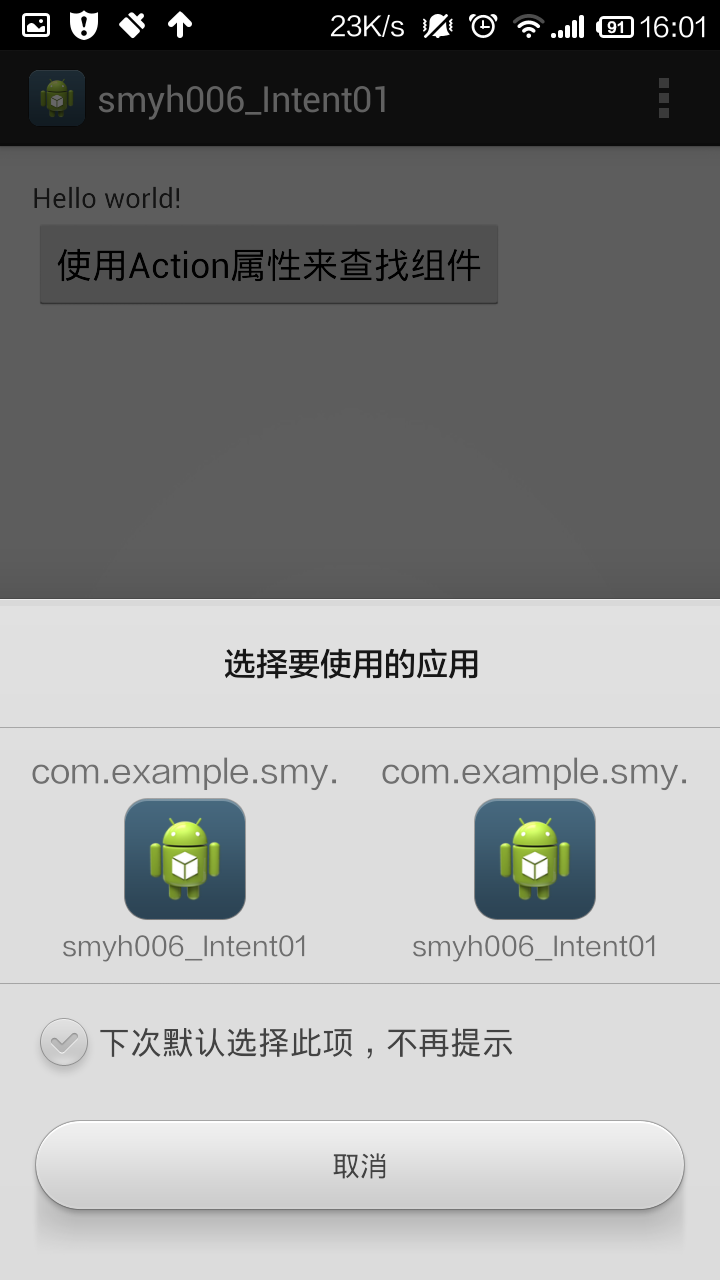 23K/s 91 16:01
smyh006_Intent01
Hello world!
使用Action属性来查找组件
选择要使用的应用
com.example.smy. com.example.smy.
smyh006_Intent01 smyh006_Intent01
下次默认选择此项，不再提示
取消